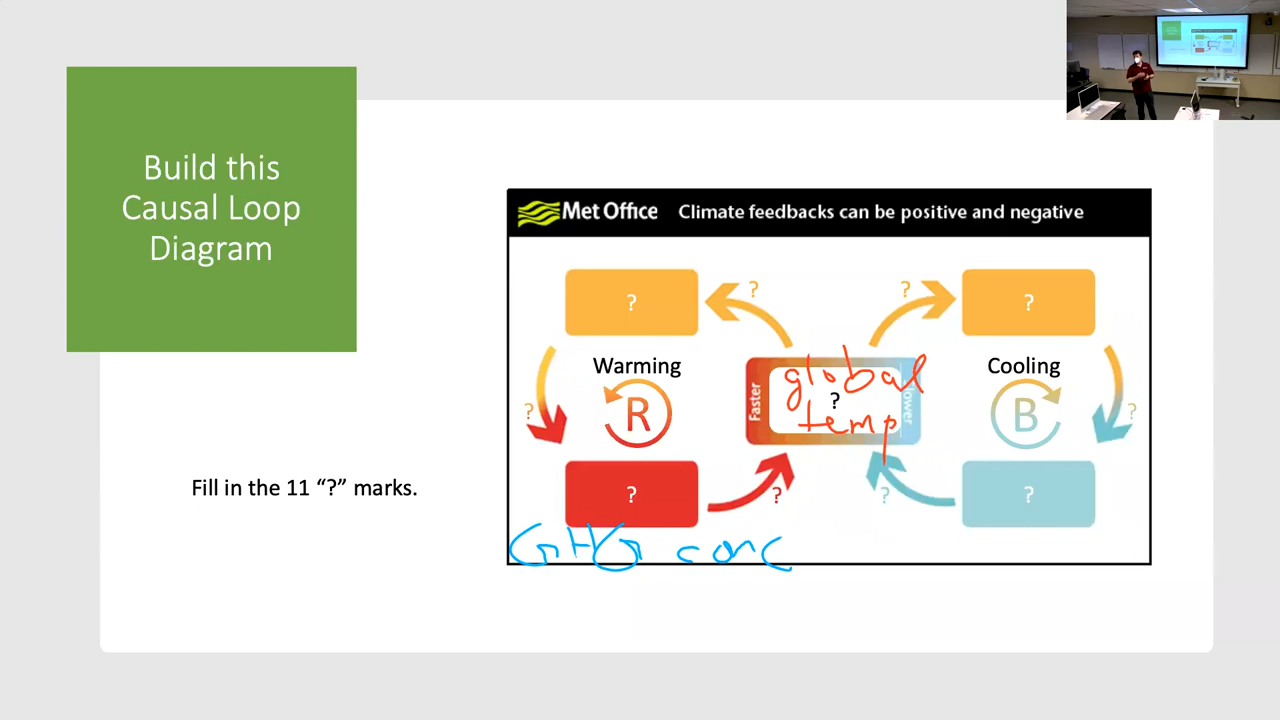 Build this
Causal Loop
Diagram
Fill in the 11 “?” marks.
Met Office Climate feedbacks can be positive and negative
?
?
?
?
Warming
R
?
?
?
Faster
global
?
temp
Cooling
B
?
?
?
?
GHG conc